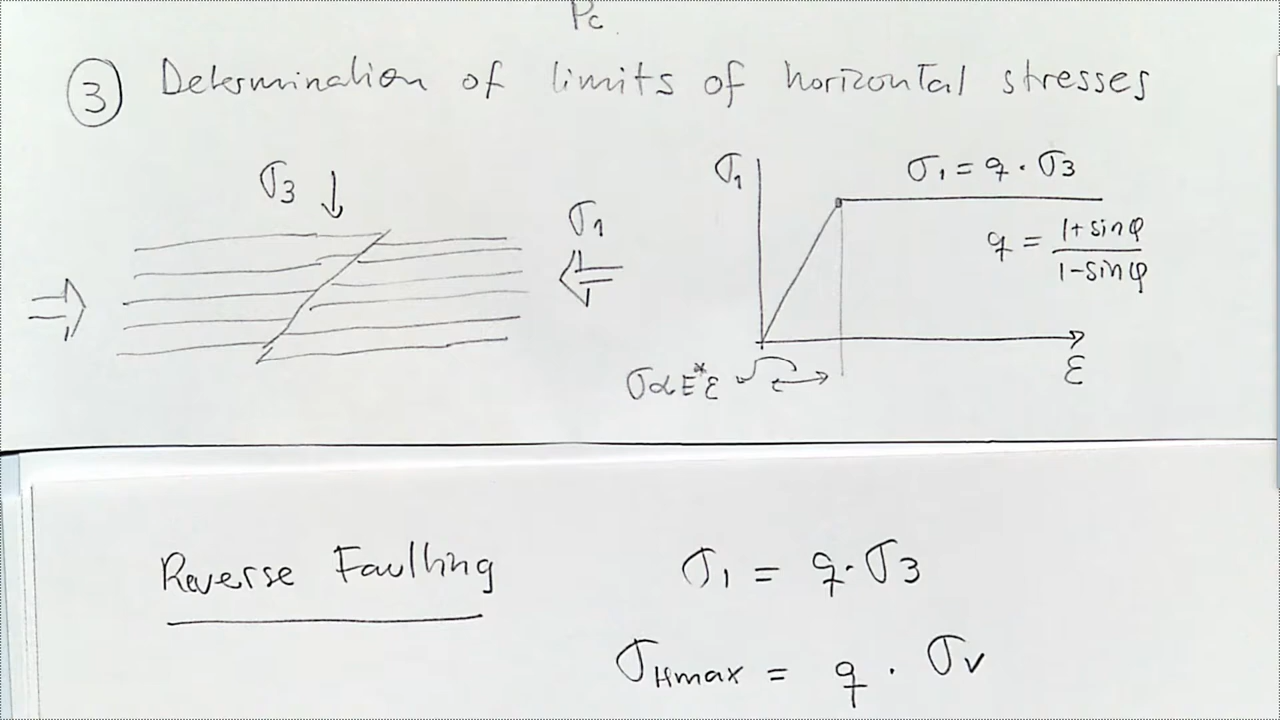 Pc
③ Determination of limits of horizontal stresses
σ3
σ1
σ1
σ1 = q · σ3
q = 1+sinφ / 1-sinφ
ε
σ∝E*ε
Reverse Faulting
σ1 = q · σ3
σHmax = q · σv